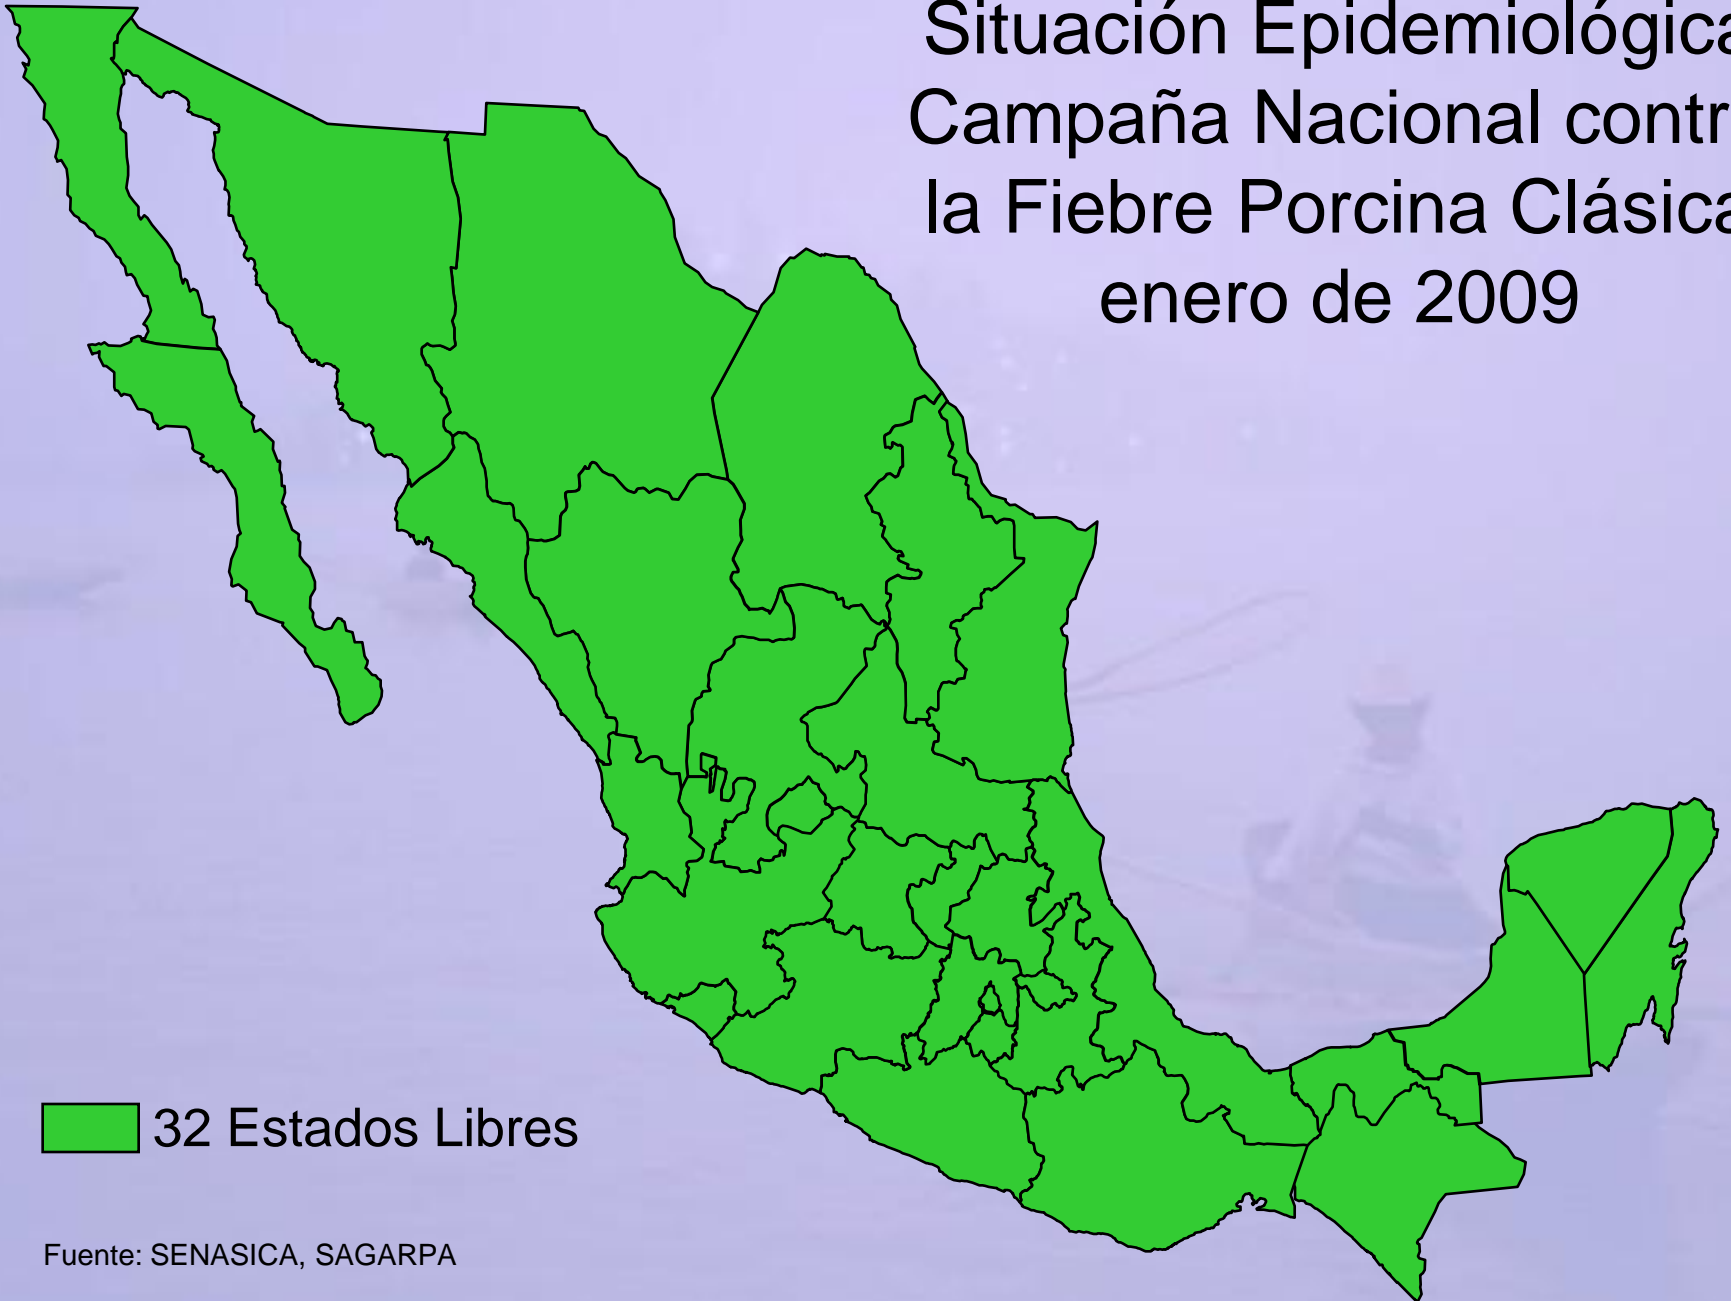 Situación Epidemiológica
Campaña Nacional contr
la Fiebre Porcina Clásica
enero de 2009
32 Estados Libres
Fuente: SENASICA, SAGARPA